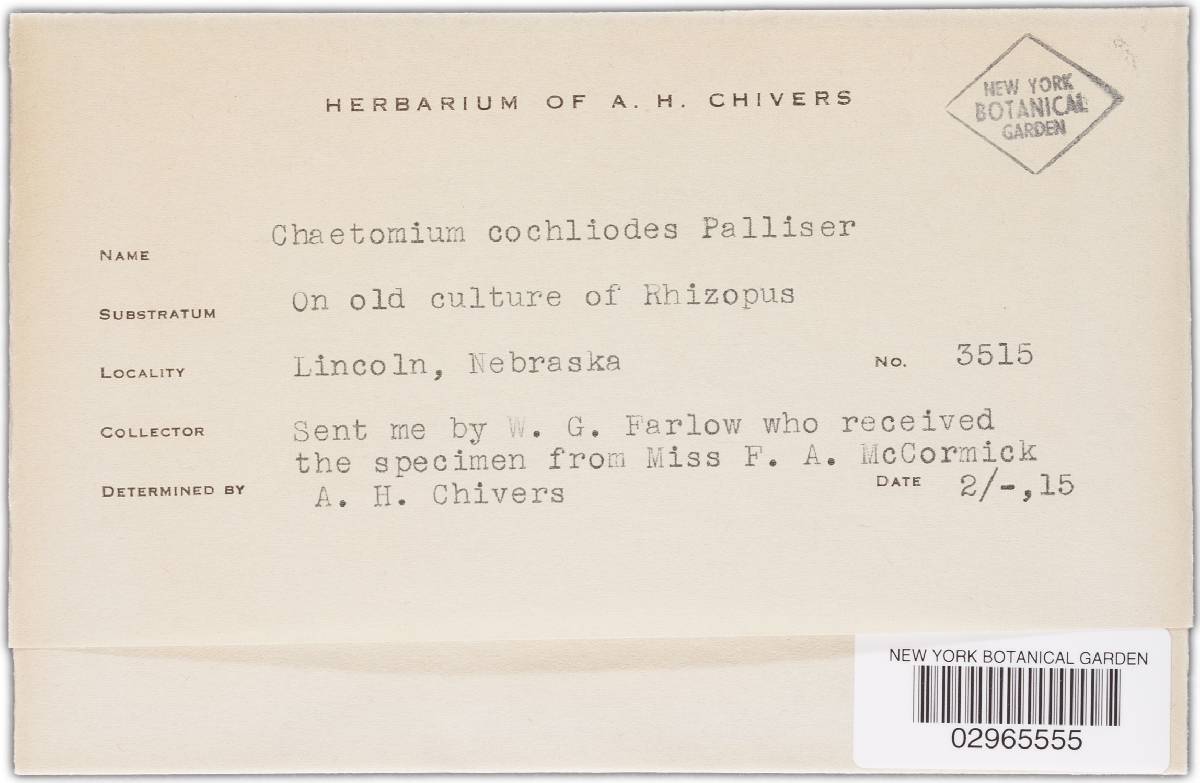 HERBARIUM OF A. H. CHIVERS
NEW YORK
BOTANICAL
GARDEN
NAME Chaetomium cochliodes Palliser
SUBSTRATUM On old culture of Rhizopus
LOCALITY Lincoln, Nebraska NO. 3515
COLLECTOR Sent me by W. G. Farlow who received
the specimen from Miss F. A. McCormick
DETERMINED BY A. H. Chivers DATE 2/-,15
NEW YORK BOTANICAL GARDEN
02965555